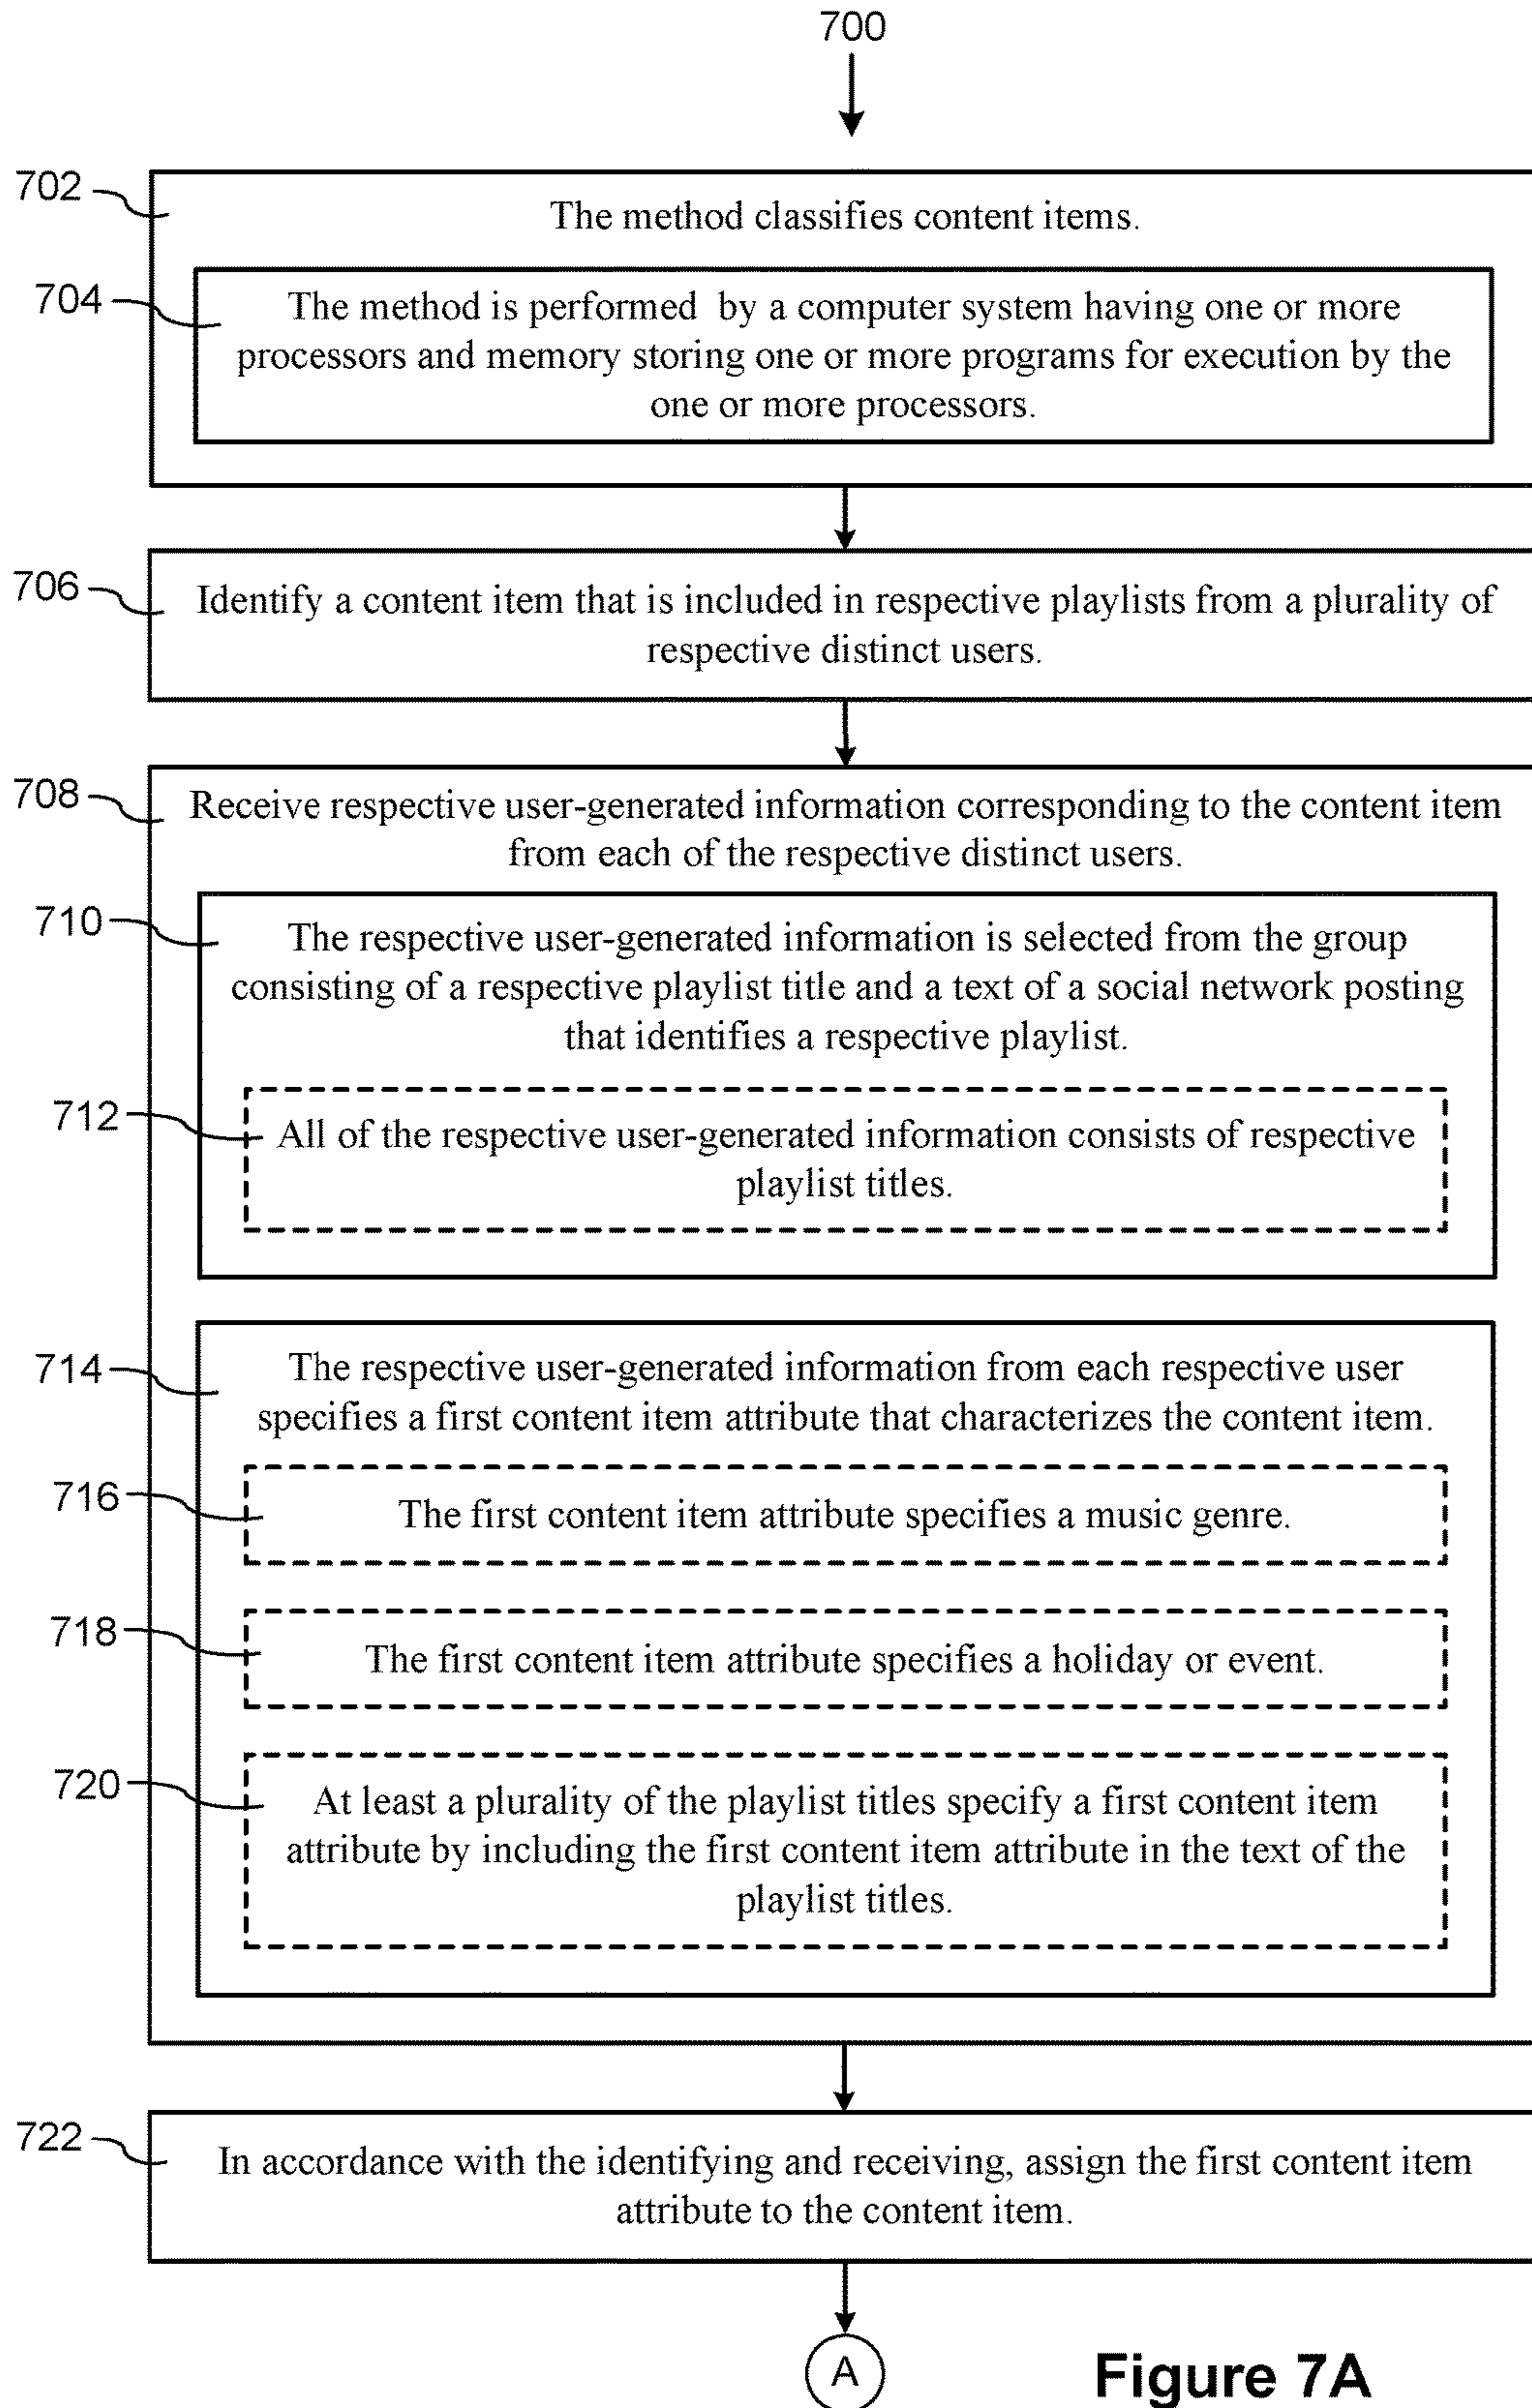 700
702
The method classifies content items.
704
The method is performed by a computer system having one or more
processors and memory storing one or more programs for execution by the
one or more processors.
706
Identify a content item that is included in respective playlists from a plurality of
respective distinct users.
708
Receive respective user-generated information corresponding to the content item
from each of the respective distinct users.
710
The respective user-generated information is selected from the group
consisting of a respective playlist title and a text of a social network posting
that identifies a respective playlist.
712
All of the respective user-generated information consists of respective
playlist titles.
714
The respective user-generated information from each respective user
specifies a first content item attribute that characterizes the content item.
716
The first content item attribute specifies a music genre.
718
The first content item attribute specifies a holiday or event.
720
At least a plurality of the playlist titles specify a first content item
attribute by including the first content item attribute in the text of the
playlist titles.
722
In accordance with the identifying and receiving, assign the first content item
attribute to the content item.
A
Figure 7A